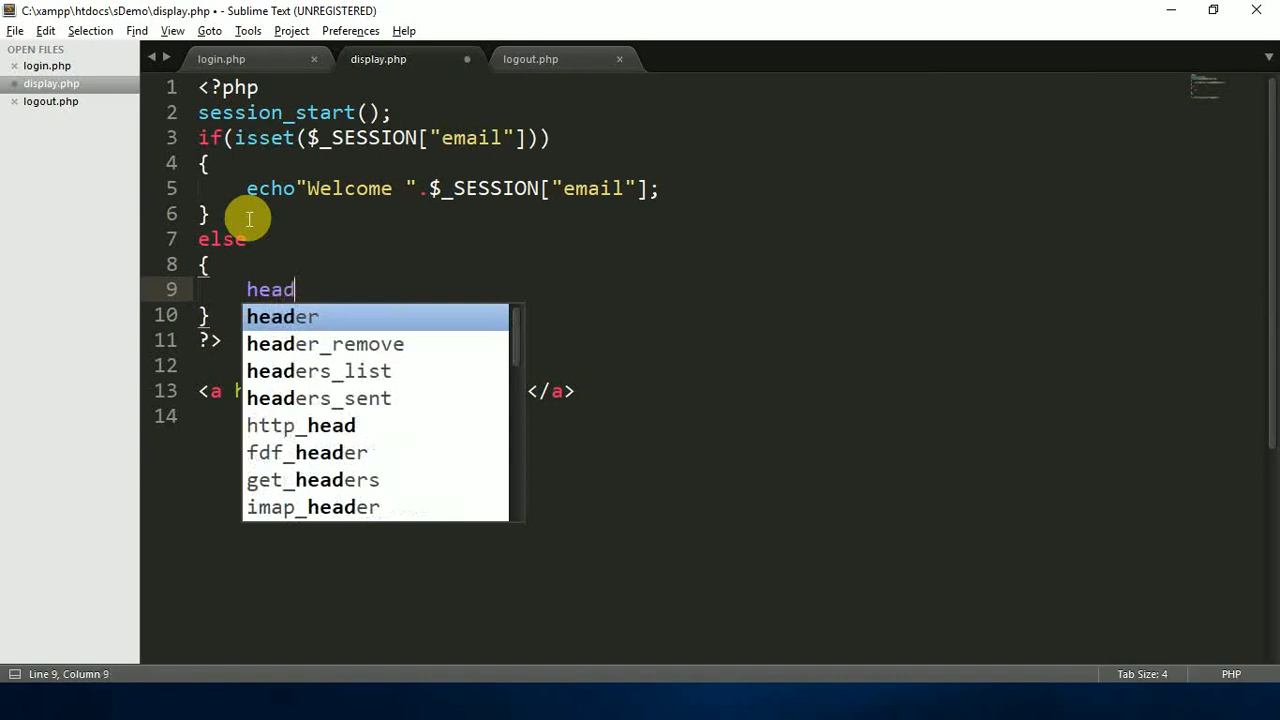 C:\xampp\htdocs\sDemo\display.php • - Sublime Text (UNREGISTERED)
File Edit Selection Find View Goto Tools Project Preferences Help
OPEN FILES
login.php
display.php
logout.php
login.php display.php logout.php
1 <?php
2 session_start();
3 if(isset($_SESSION["email"]))
4 {
5 echo"Welcome ".$_SESSION["email"];
6 }
7 else
8 {
9 head
10 }
11 ?>
12
13 <a h </a>
14
header
header_remove
headers_list
headers_sent
http_head
fdf_header
get_headers
imap_header
Line 9, Column 9 Tab Size: 4 PHP